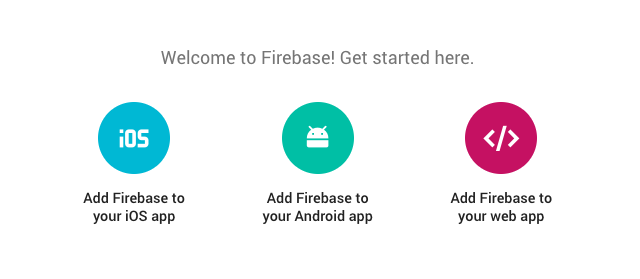 Welcome to Firebase! Get started here.
iOS
</>
Add Firebase to
your iOS app
Add Firebase to
your Android app
Add Firebase to
your web app